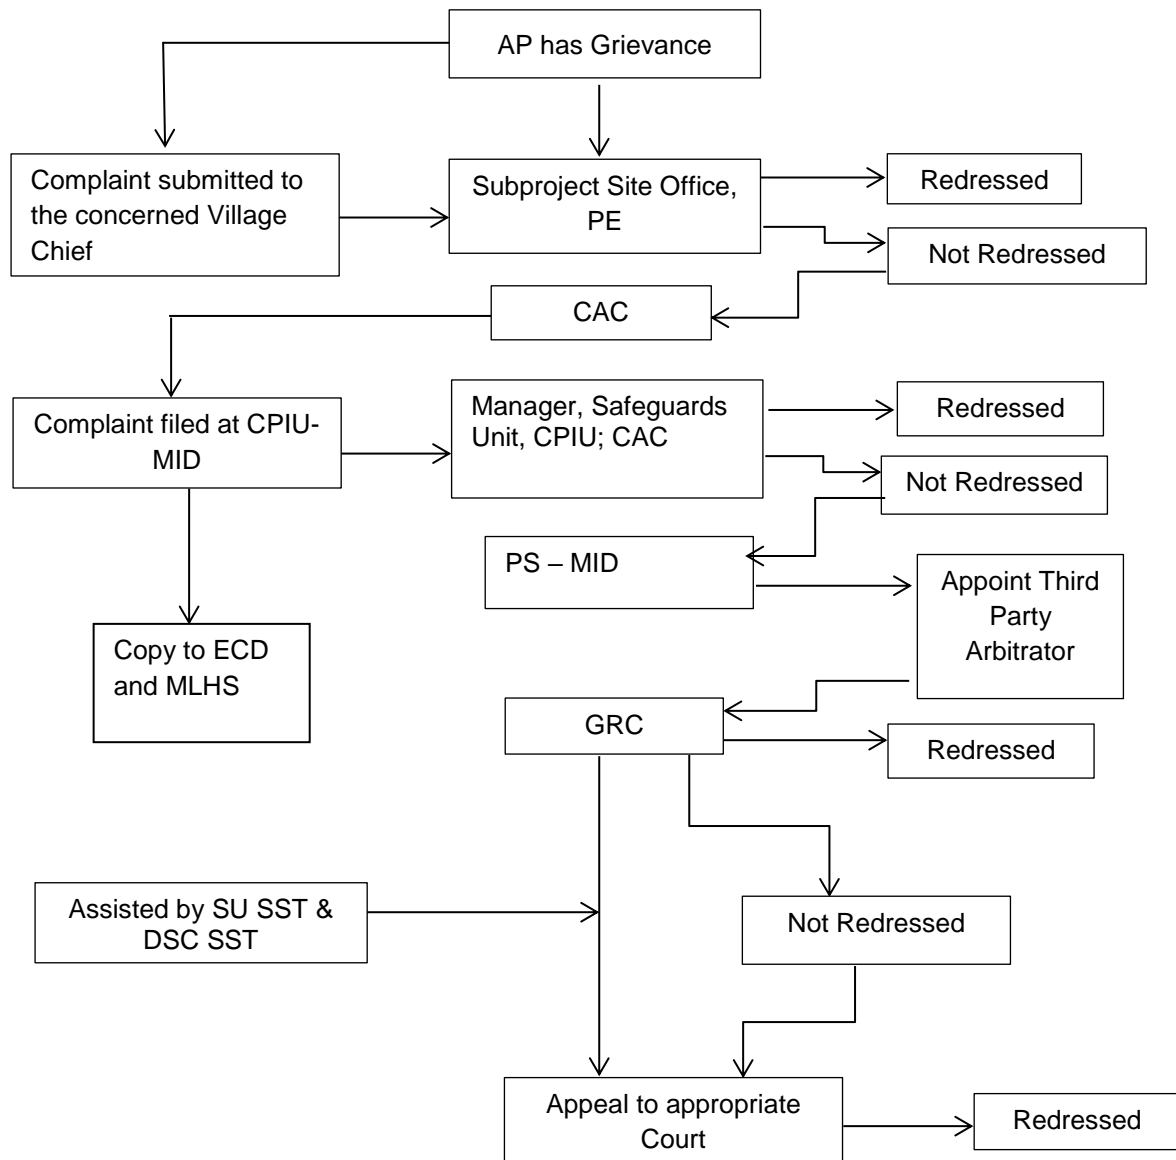 AP has Grievance
Complaint submitted to
the concerned Village
Chief
Subproject Site Office,
PE
Redressed
Not Redressed
CAC
Complaint filed at CPIU-
MID
Manager, Safeguards
Unit, CPIU; CAC
Redressed
Not Redressed
PS – MID
Appoint Third
Party
Arbitrator
Copy to ECD
and MLHS
GRC
Redressed
Assisted by SU SST &
DSC SST
Not Redressed
Appeal to appropriate
Court
Redressed